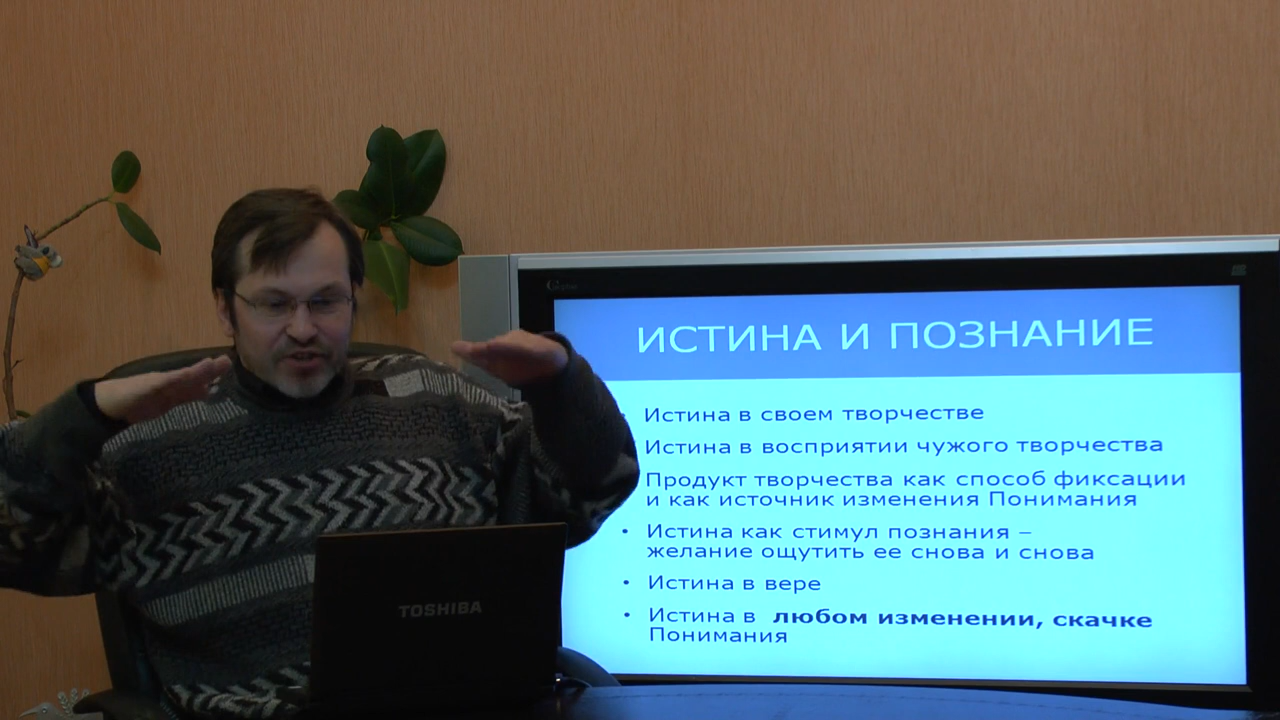 ИСТИНА И ПОЗНАНИЕ
Истина в своем творчестве
Истина в восприятии чужого творчества
Продукт творчества как способ фиксации
и как источник изменения Понимания
• Истина как стимул познания –
желание ощутить ее снова и снова
• Истина в вере
• Истина в любом изменении, скачке
Понимания
TOSHIBA